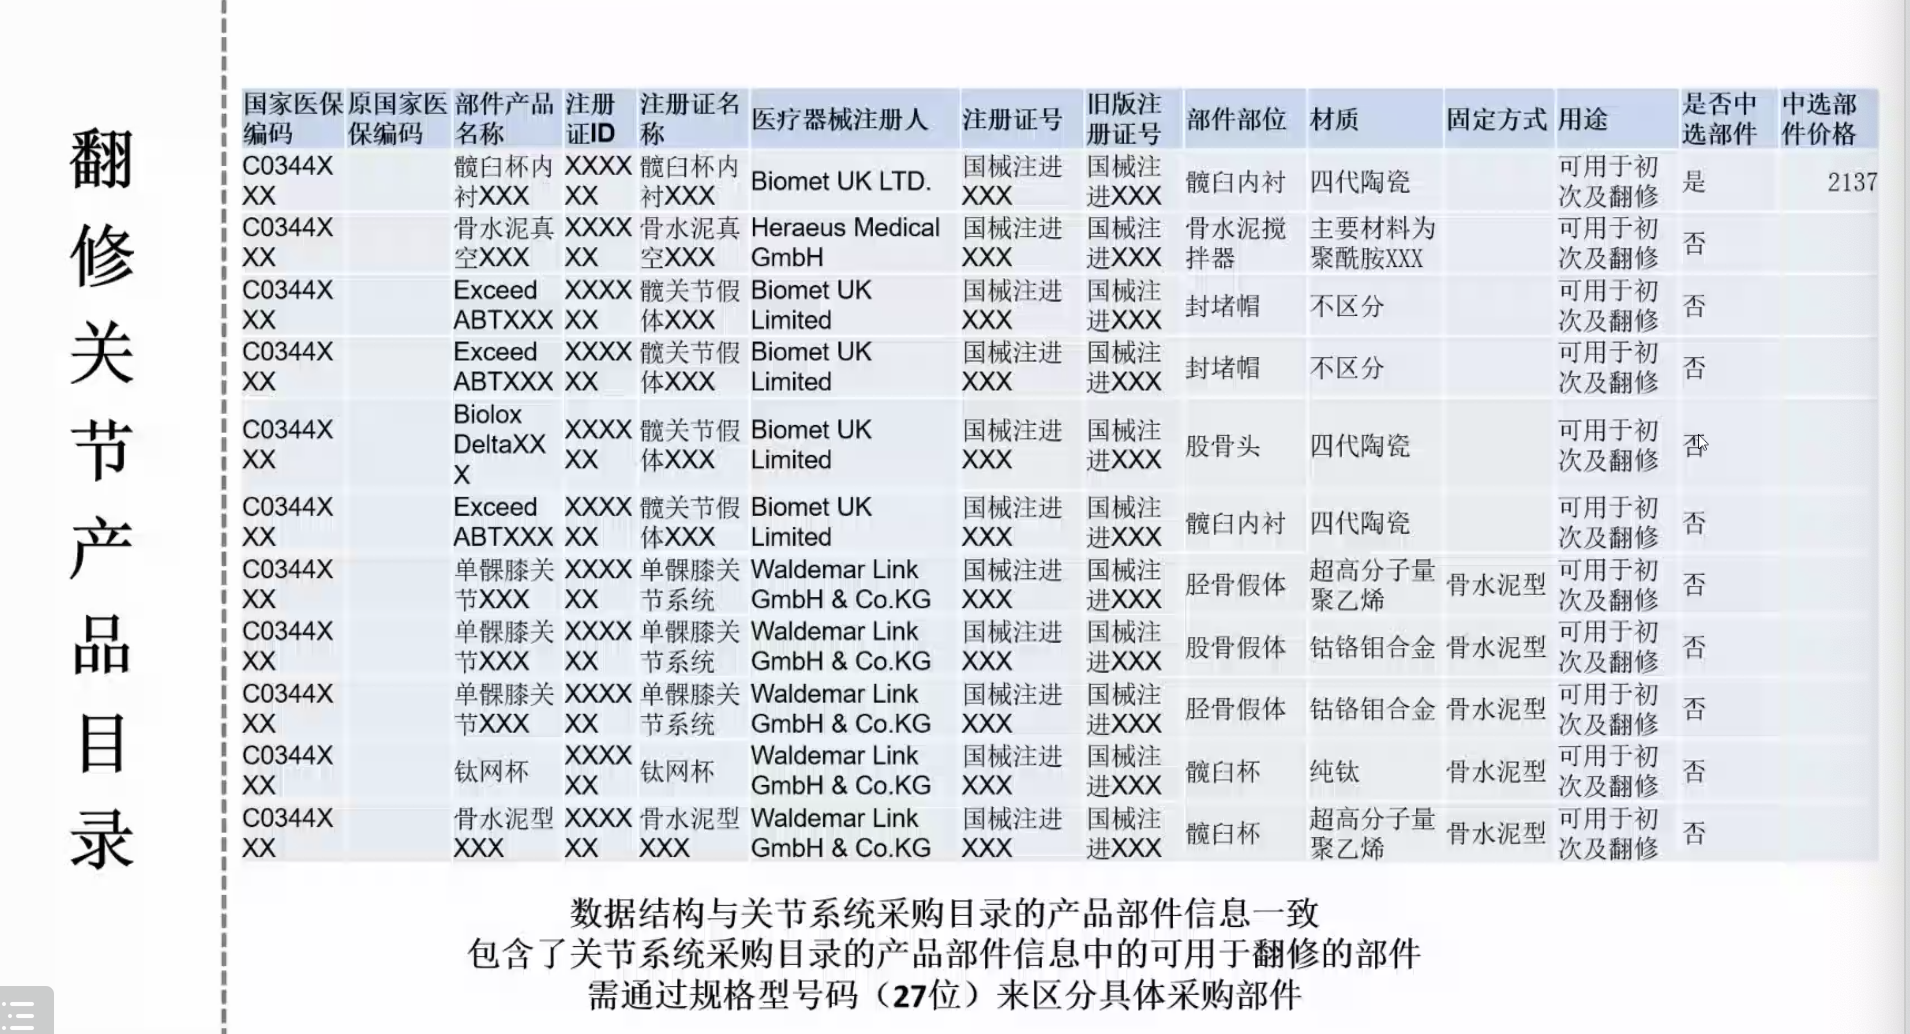 翻修关节产品目录
国家医保编码 原国家医保编码 部件产品名称 注册证ID 注册证名称 医疗器械注册人 注册证号 旧版注册证号 部件部位 材质 固定方式 用途 是否中选部件 中选部件价格
C0344XXX 髋臼杯内衬XXX XXXXXX 髋臼杯内衬XXX Biomet UK LTD. 国械注进XXX 国械注进XXX 髋臼内衬 四代陶瓷 可用于初次及翻修 是 2137
C0344XXX 骨水泥真空XXX XXXXXX 骨水泥真空XXX Heraeus Medical GmbH 国械注进XXX 国械注进XXX 骨水泥搅拌器 主要材料为聚酰胺XXX 可用于初次及翻修 否
C0344XXX Exceed ABTXXX XXXXXX 髋关节假体XXX Biomet UK Limited 国械注进XXX 国械注进XXX 封堵帽 不区分 可用于初次及翻修 否
C0344XXX Exceed ABTXXX XXXXXX 髋关节假体XXX Biomet UK Limited 国械注进XXX 国械注进XXX 封堵帽 不区分 可用于初次及翻修 否
C0344XXX Biolox DeltaXXX XXXXXX 髋关节假体XXX Biomet UK Limited 国械注进XXX 国械注进XXX 股骨头 四代陶瓷 可用于初次及翻修 否
C0344XXX Exceed ABTXXX XXXXXX 髋关节假体XXX Biomet UK Limited 国械注进XXX 国械注进XXX 髋臼内衬 四代陶瓷 可用于初次及翻修 否
C0344XXX 单髁膝关节XXX XXXXXX 单髁膝关节系统 Waldemar Link GmbH & Co.KG 国械注进XXX 国械注进XXX 胫骨假体 超高分子量聚乙烯 骨水泥型 可用于初次及翻修 否
C0344XXX 单髁膝关节XXX XXXXXX 单髁膝关节系统 Waldemar Link GmbH & Co.KG 国械注进XXX 国械注进XXX 股骨假体 钴铬钼合金 骨水泥型 可用于初次及翻修 否
C0344XXX 单髁膝关节XXX XXXXXX 单髁膝关节系统 Waldemar Link GmbH & Co.KG 国械注进XXX 国械注进XXX 胫骨假体 钴铬钼合金 骨水泥型 可用于初次及翻修 否
C0344XXX 钛网杯 XXXXXX 钛网杯 Waldemar Link GmbH & Co.KG 国械注进XXX 国械注进XXX 髋臼杯 纯钛 骨水泥型 可用于初次及翻修 否
C0344XXX 骨水泥型XXX XXXXXX 骨水泥型XXX Waldemar Link GmbH & Co.KG 国械注进XXX 国械注进XXX 髋臼杯 超高分子量聚乙烯 骨水泥型 可用于初次及翻修 否
数据结构与关节系统采购目录的产品部件信息一致
包含了关节系统采购目录的产品部件信息中的可用于翻修的部件
需通过规格型号码（27位）来区分具体采购部件